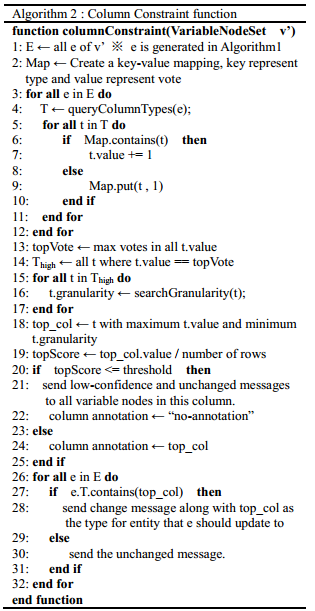 Algorithm 2 : Column Constraint function
function columnConstraint(VariableNodeSet v’)
1: E ← all e of v’ ※ e is generated in Algorithm1
2: Map ← Create a key-value mapping, key represent
type and value represent vote
3: for all e in E do
4: T ← queryColumnTypes(e);
5: for all t in T do
6: if Map.contains(t) then
7: t.value += 1
8: else
9: Map.put(t , 1)
10: end if
11: end for
12: end for
13: topVote ← max votes in all t.value
14: Thigh ← all t where t.value == topVote
15: for all t in Thigh do
16: t.granularity ← searchGranularity(t);
17: end for
18: top_col ← t with maximum t.value and minimum
t.granularity
19: topScore ← top_col.value / number of rows
20: if topScore <= threshold then
21: send low-confidence and unchanged messages
to all variable nodes in this column.
22: column annotation ← “no-annotation”
23: else
24: column annotation ← top_col
25: end if
26: for all e in E do
27: if e.T.contains(top_col) then
28: send change message along with top_col as
the type for entity that e should update to
29: else
30: send the unchanged message.
31: end if
32: end for
end function